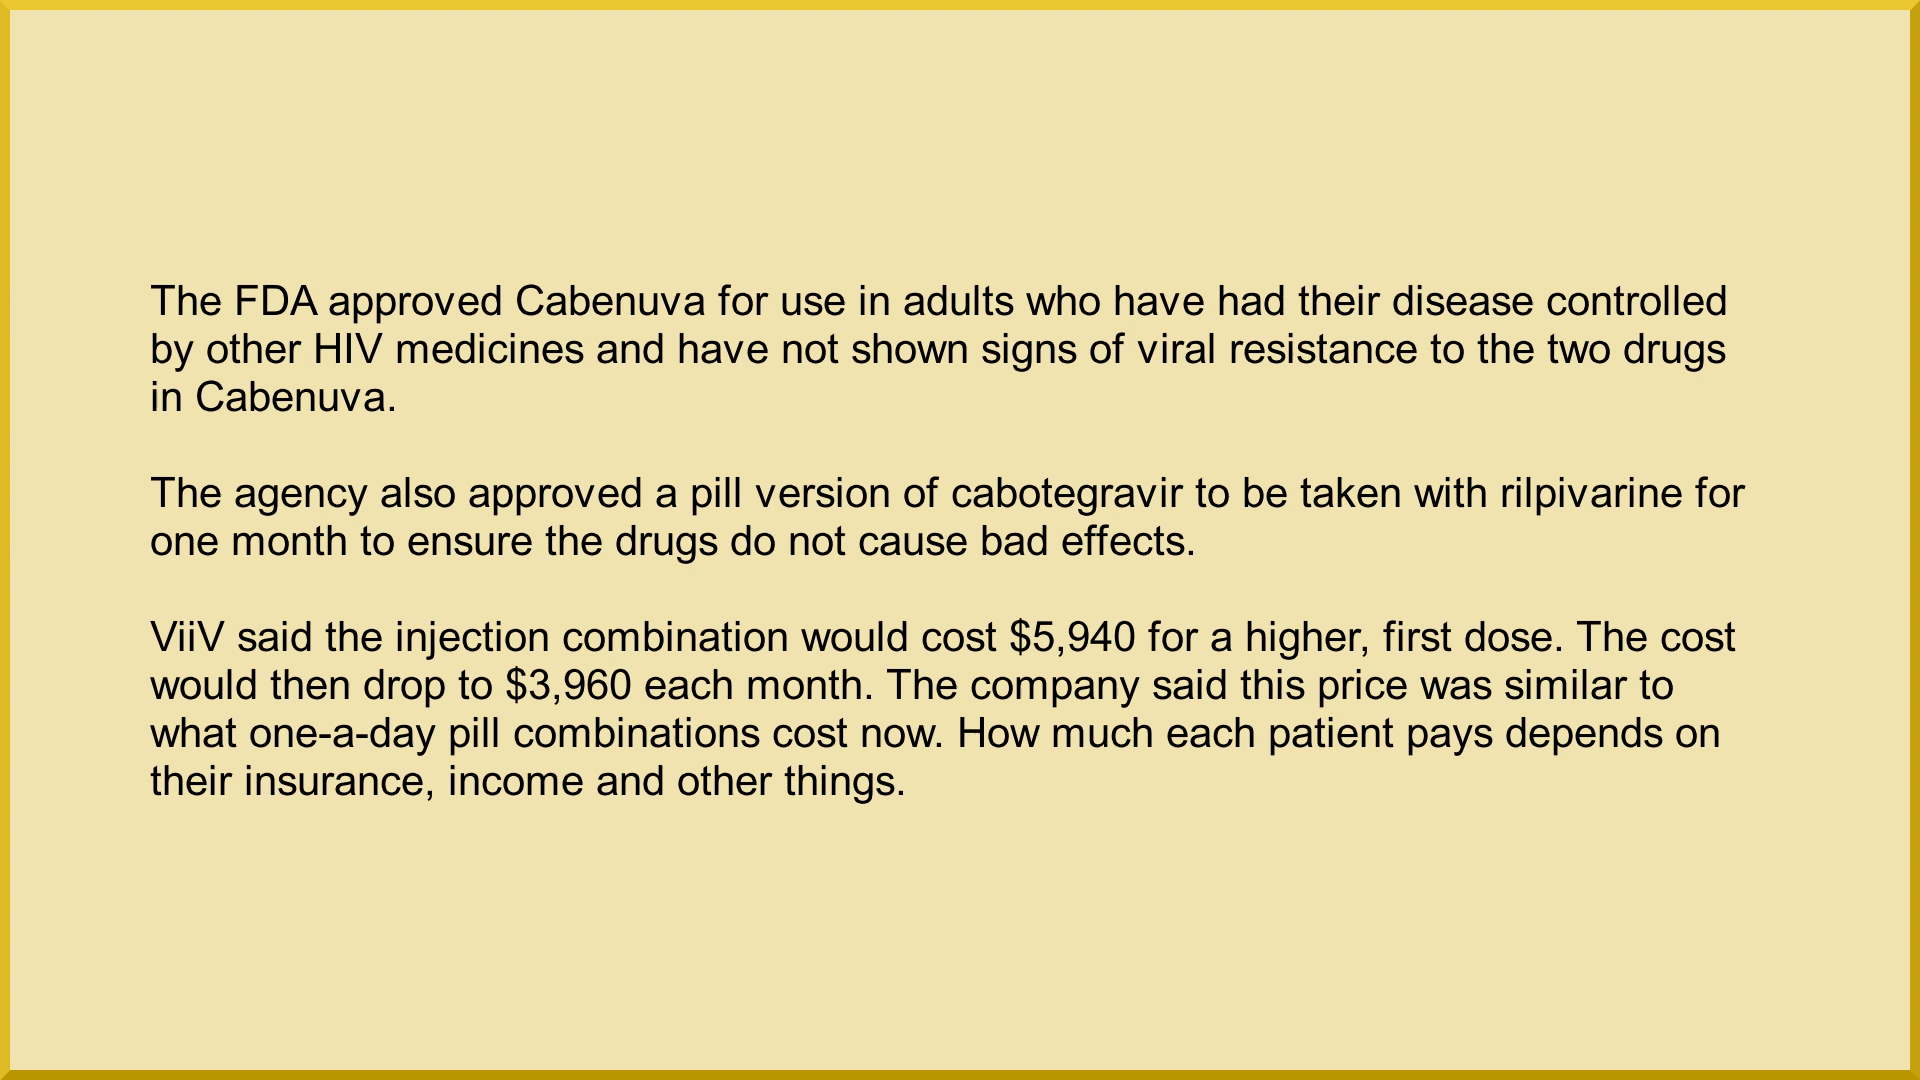 The FDA approved Cabenuva for use in adults who have had their disease controlled
by other HIV medicines and have not shown signs of viral resistance to the two drugs
in Cabenuva.
The agency also approved a pill version of cabotegravir to be taken with rilpivarine for
one month to ensure the drugs do not cause bad effects.
ViiV said the injection combination would cost $5,940 for a higher, first dose. The cost
would then drop to $3,960 each month. The company said this price was similar to
what one-a-day pill combinations cost now. How much each patient pays depends on
their insurance, income and other things.